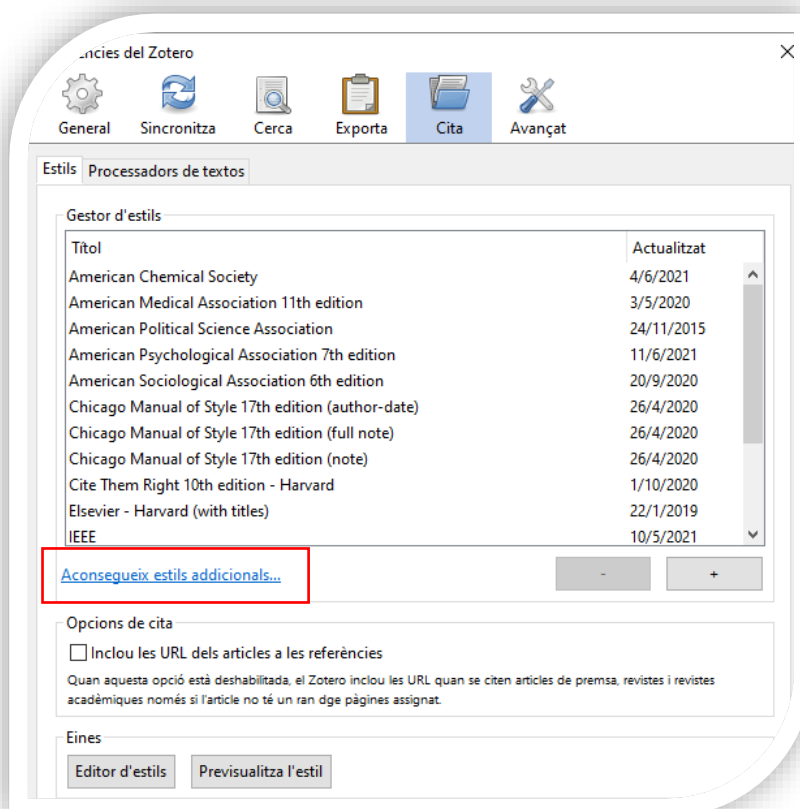 ències del Zotero
General Sincronitza Cerca Exporta Cita Avançat
Estils Processadors de textos
Gestor d'estils
Títol Actualitzat
American Chemical Society 4/6/2021
American Medical Association 11th edition 3/5/2020
American Political Science Association 24/11/2015
American Psychological Association 7th edition 11/6/2021
American Sociological Association 6th edition 20/9/2020
Chicago Manual of Style 17th edition (author-date) 26/4/2020
Chicago Manual of Style 17th edition (full note) 26/4/2020
Chicago Manual of Style 17th edition (note) 26/4/2020
Cite Them Right 10th edition - Harvard 1/10/2020
Elsevier - Harvard (with titles) 22/1/2019
IEEE 10/5/2021
Aconsegueix estils addicionals... - +
Opcions de cita
Inclou les URL dels articles a les referències
Quan aquesta opció està deshabilitada, el Zotero inclou les URL quan se citen articles de premsa, revistes i revistes
acadèmiques només si l'article no té un ran dge pàgines assignat.
Eines
Editor d'estils Previsualitza l'estil